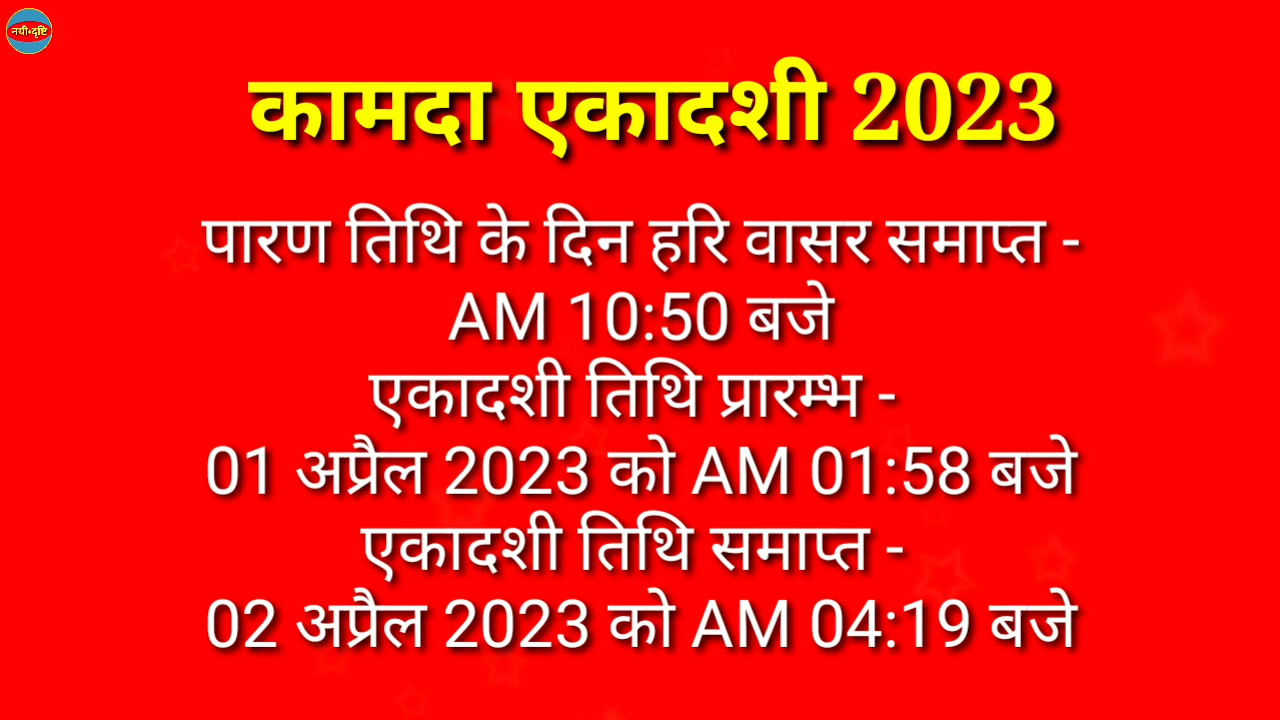 नयी•दृष्टि
कामदा एकादशी 2023
पारण तिथि के दिन हरि वासर समाप्त -
AM 10:50 बजे
एकादशी तिथि प्रारम्भ -
01 अप्रैल 2023 को AM 01:58 बजे
एकादशी तिथि समाप्त -
02 अप्रैल 2023 को AM 04:19 बजे